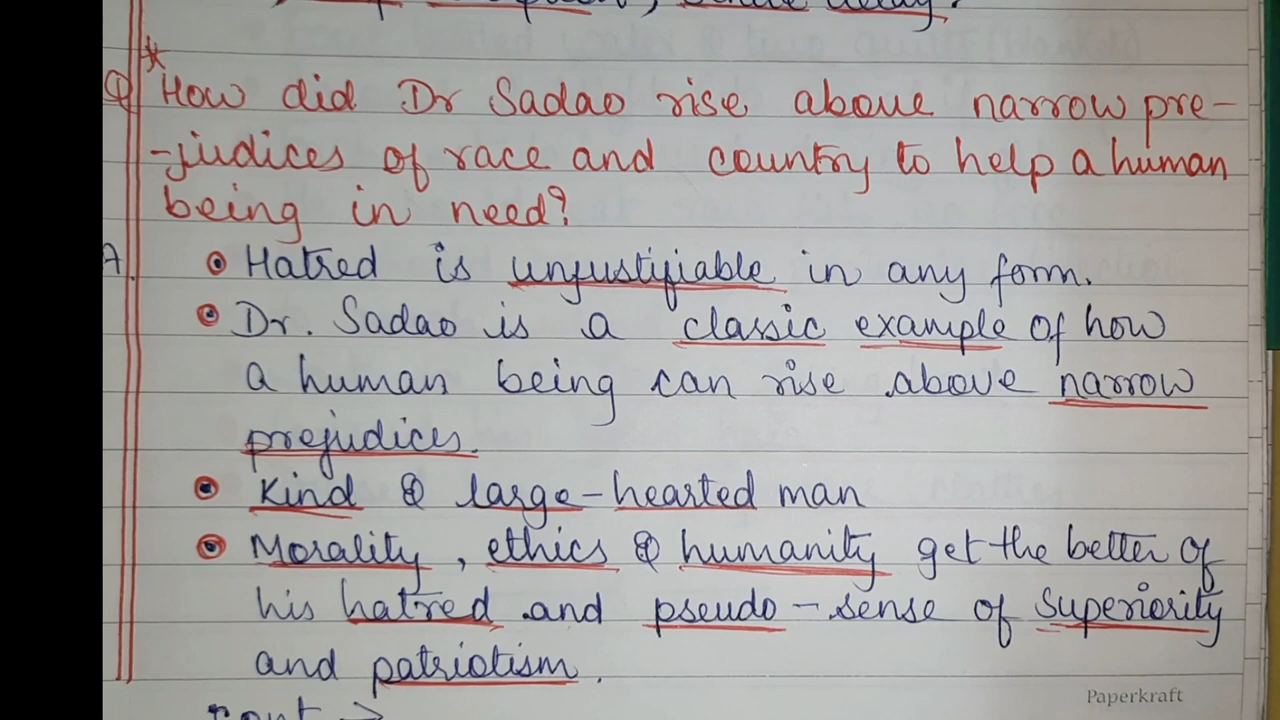 Q * How did Dr Sadao rise above narrow pre-
-judices of race and country to help a human
being in need?
A. • Hatred is unjustifiable in any form.
• Dr. Sadao is a classic example of how
a human being can rise above narrow
prejudices.
• Kind & large-hearted man
• Morality, ethics & humanity get the better of
his hatred and pseudo-sense of superiority
and patriotism.
Paperkraft